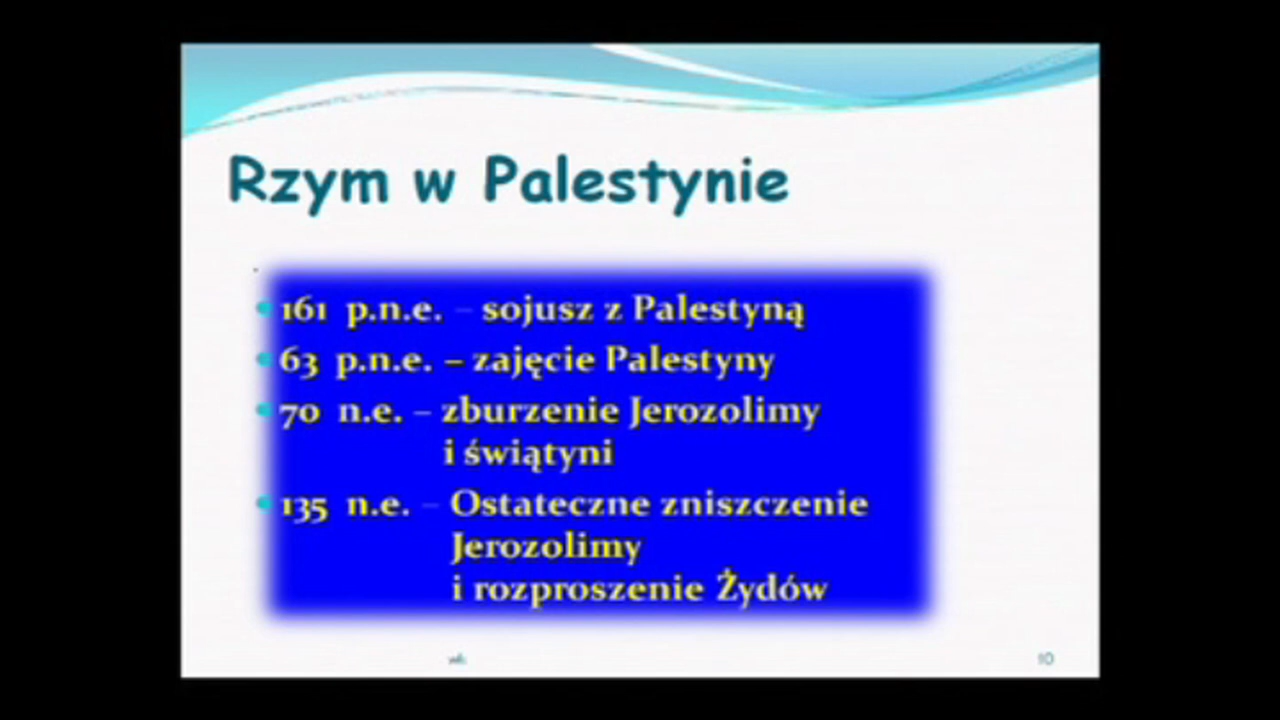 Rzym w Palestynie
161 p.n.e. – sojusz z Palestyną
63 p.n.e. – zajęcie Palestyny
70 n.e. – zburzenie Jerozolimy
i świątyni
135 n.e. – Ostateczne zniszczenie
Jerozolimy
i rozproszenie Żydów
10